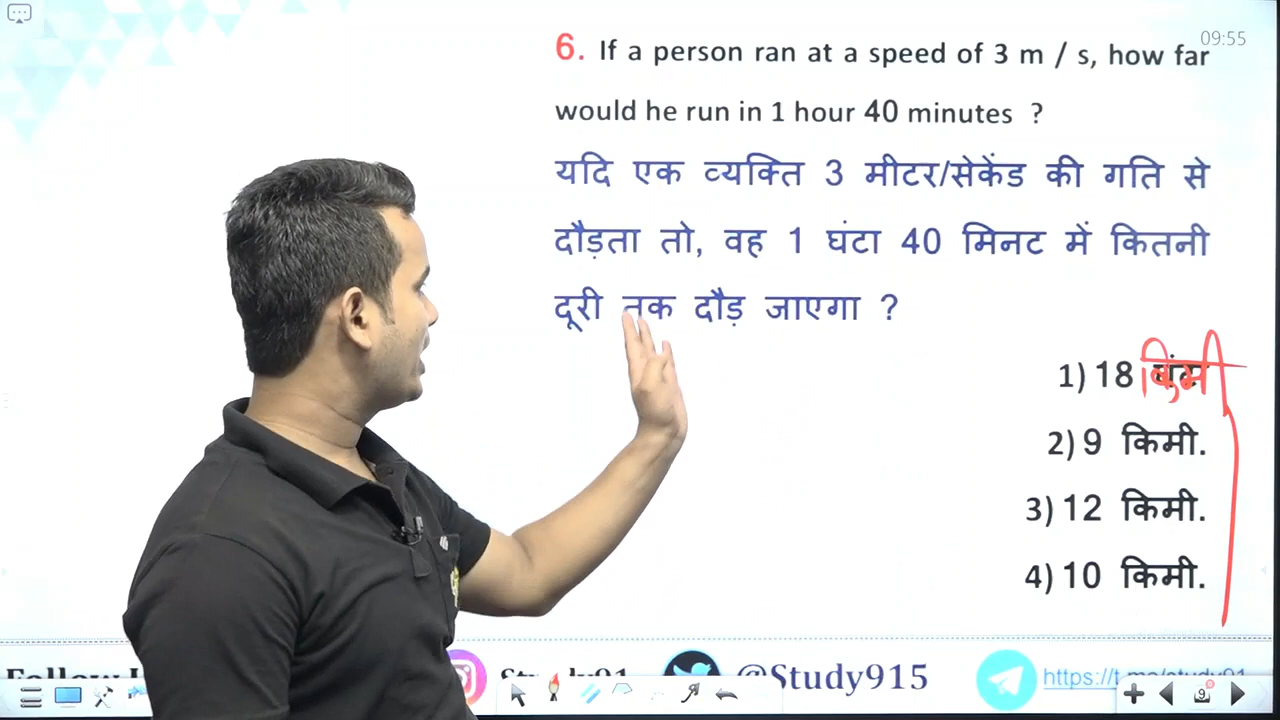 09:55
6. If a person ran at a speed of 3 m / s, how far
would he run in 1 hour 40 minutes ?
यदि एक व्यक्ति 3 मीटर/सेकेंड की गति से
दौड़ता तो, वह 1 घंटा 40 मिनट में कितनी
दूरी तक दौड़ जाएगा ?
1) 18 किमी
2) 9 किमी.
3) 12 किमी.
4) 10 किमी.
@Study915
9